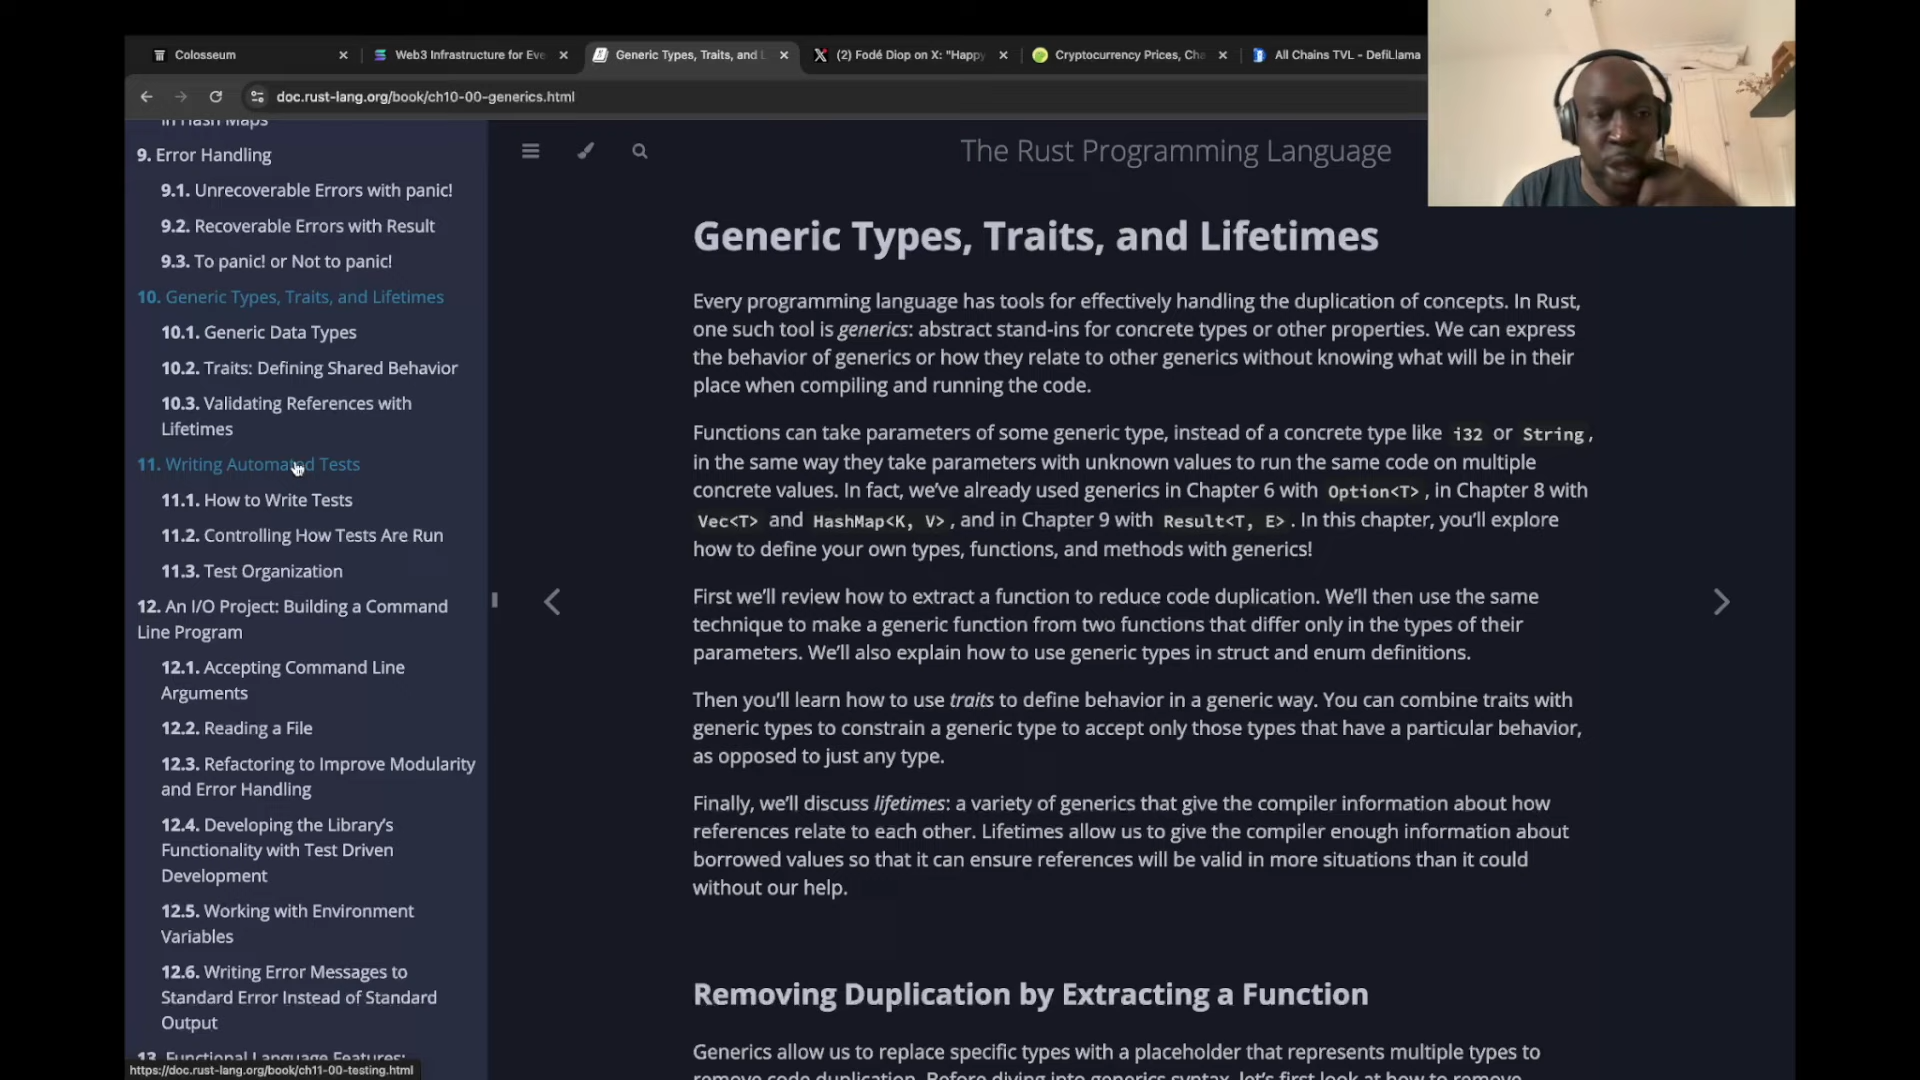 Colosseum
Web3 Infrastructure for Eve
Generic Types, Traits, and L
(2) Fodé Diop on X: "Happy
Cryptocurrency Prices, Cha
All Chains TVL - DefiLlama
doc.rust-lang.org/book/ch10-00-generics.html
in Hash Maps
9. Error Handling
9.1. Unrecoverable Errors with panic!
9.2. Recoverable Errors with Result
9.3. To panic! or Not to panic!
10. Generic Types, Traits, and Lifetimes
10.1. Generic Data Types
10.2. Traits: Defining Shared Behavior
10.3. Validating References with
Lifetimes
11. Writing Automated Tests
11.1. How to Write Tests
11.2. Controlling How Tests Are Run
11.3. Test Organization
12. An I/O Project: Building a Command
Line Program
12.1. Accepting Command Line
Arguments
12.2. Reading a File
12.3. Refactoring to Improve Modularity
and Error Handling
12.4. Developing the Library's
Functionality with Test Driven
Development
12.5. Working with Environment
Variables
12.6. Writing Error Messages to
Standard Error Instead of Standard
Output
13. Functional Language Features:
https://doc.rust-lang.org/book/ch11-00-testing.html
The Rust Programming Language
Generic Types, Traits, and Lifetimes
Every programming language has tools for effectively handling the duplication of concepts. In Rust,
one such tool is generics: abstract stand-ins for concrete types or other properties. We can express
the behavior of generics or how they relate to other generics without knowing what will be in their
place when compiling and running the code.
Functions can take parameters of some generic type, instead of a concrete type like i32 or String,
in the same way they take parameters with unknown values to run the same code on multiple
concrete values. In fact, we've already used generics in Chapter 6 with Option<T>, in Chapter 8 with
Vec<T> and HashMap<K, V>, and in Chapter 9 with Result<T, E>. In this chapter, you'll explore
how to define your own types, functions, and methods with generics!
First we'll review how to extract a function to reduce code duplication. We'll then use the same
technique to make a generic function from two functions that differ only in the types of their
parameters. We'll also explain how to use generic types in struct and enum definitions.
Then you'll learn how to use traits to define behavior in a generic way. You can combine traits with
generic types to constrain a generic type to accept only those types that have a particular behavior,
as opposed to just any type.
Finally, we'll discuss lifetimes: a variety of generics that give the compiler information about how
references relate to each other. Lifetimes allow us to give the compiler enough information about
borrowed values so that it can ensure references will be valid in more situations than it could
without our help.
Removing Duplication by Extracting a Function
Generics allow us to replace specific types with a placeholder that represents multiple types to
remove code duplication. Before diving into generics syntax, let's first look at how to remove